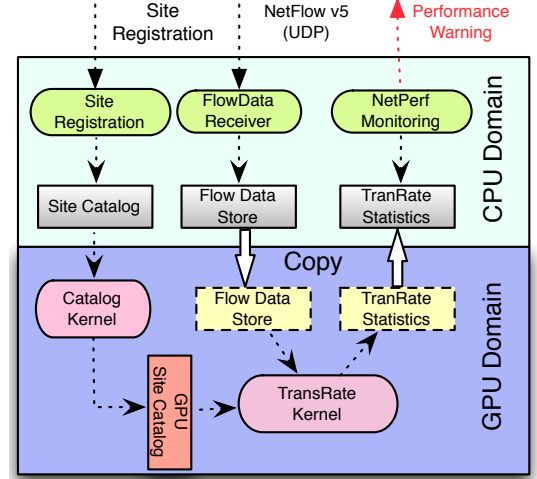 Site
Registration
NetFlow v5
(UDP)
Performance
Warning
Site
Registration
FlowData
Receiver
NetPerf
Monitoring
CPU Domain
Site Catalog
Flow Data
Store
TranRate
Statistics
Copy
Catalog
Kernel
Flow Data
Store
TranRate
Statistics
GPU Domain
GPU
Site Catalog
TransRate
Kernel